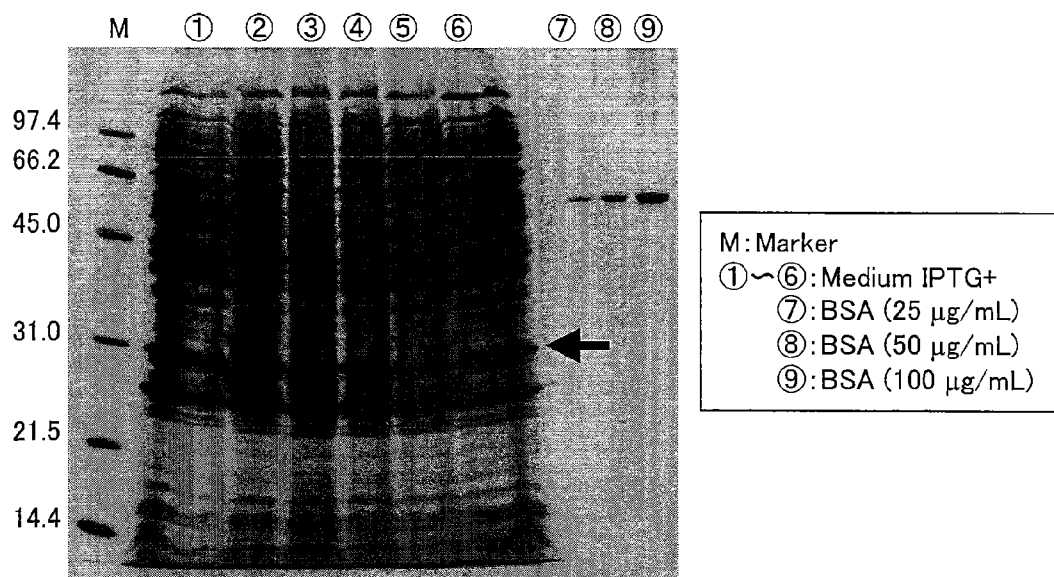 M ① ② ③ ④ ⑤ ⑥ ⑦ ⑧ ⑨
97.4
66.2
45.0
31.0
21.5
14.4
M:Marker
①~⑥:Medium IPTG+
⑦:BSA (25 μg/mL)
⑧:BSA (50 μg/mL)
⑨:BSA (100 μg/mL)